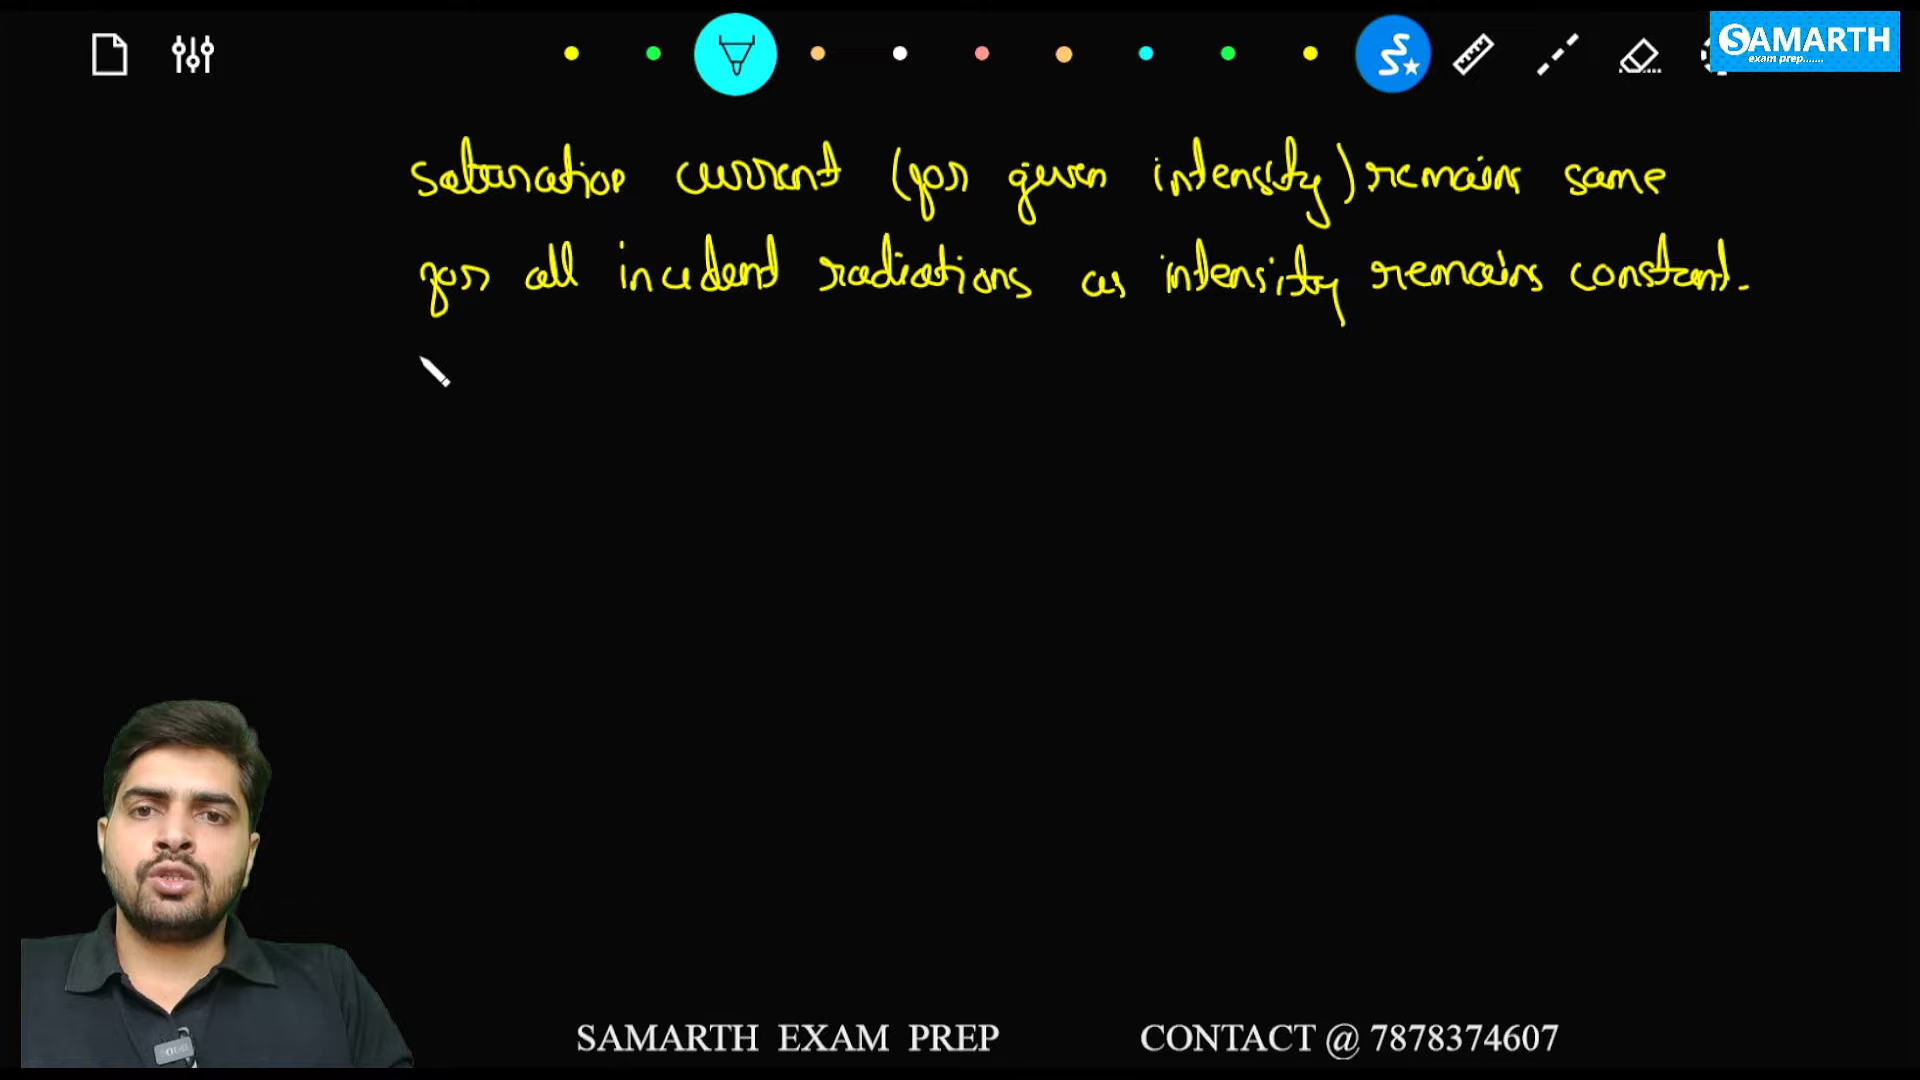 SAMARTH
exam prep......
saturation current (for given intensity) remains same
for all incident radiations as intensity remains constant.
SAMARTH EXAM PREP CONTACT @ 7878374607